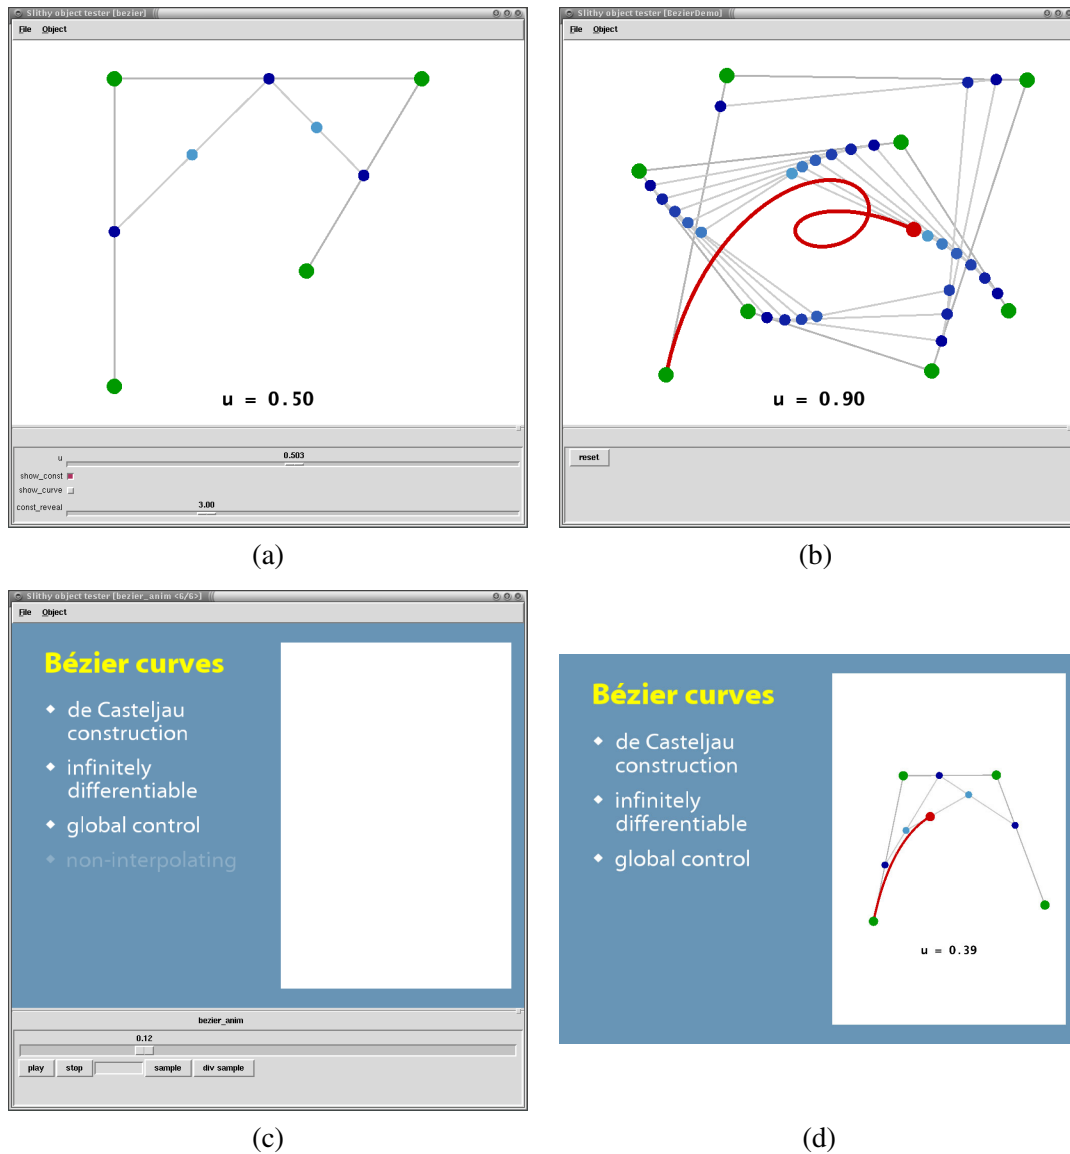 Slithy object tester [bezier]
File Object
u = 0.50
u 0.503
show_const
show_curve
const_reveal 3.00
(a)
Slithy object tester [BezierDemo]
File Object
u = 0.90
reset
(b)
Slithy object tester [bezier_anim <6/6>]
File Object
Bézier curves
de Casteljau
construction
infinitely
differentiable
global control
non-interpolating
bezier_anim
0.12
play stop sample div sample
(c)
Bézier curves
de Casteljau
construction
infinitely
differentiable
global control
u = 0.39
(d)